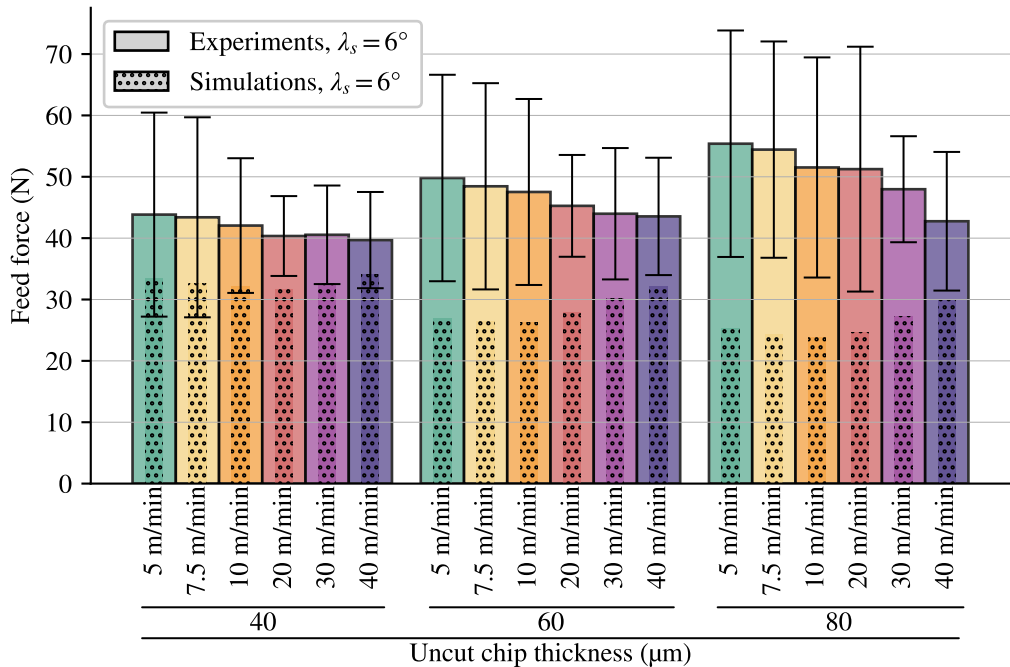 Experiments, λₛ = 6°
Simulations, λₛ = 6°
Feed force (N)
70
60
50
40
30
20
10
0
5 m/min
7.5 m/min
10 m/min
20 m/min
30 m/min
40 m/min
5 m/min
7.5 m/min
10 m/min
20 m/min
30 m/min
40 m/min
5 m/min
7.5 m/min
10 m/min
20 m/min
30 m/min
40 m/min
40 60 80
Uncut chip thickness (μm)